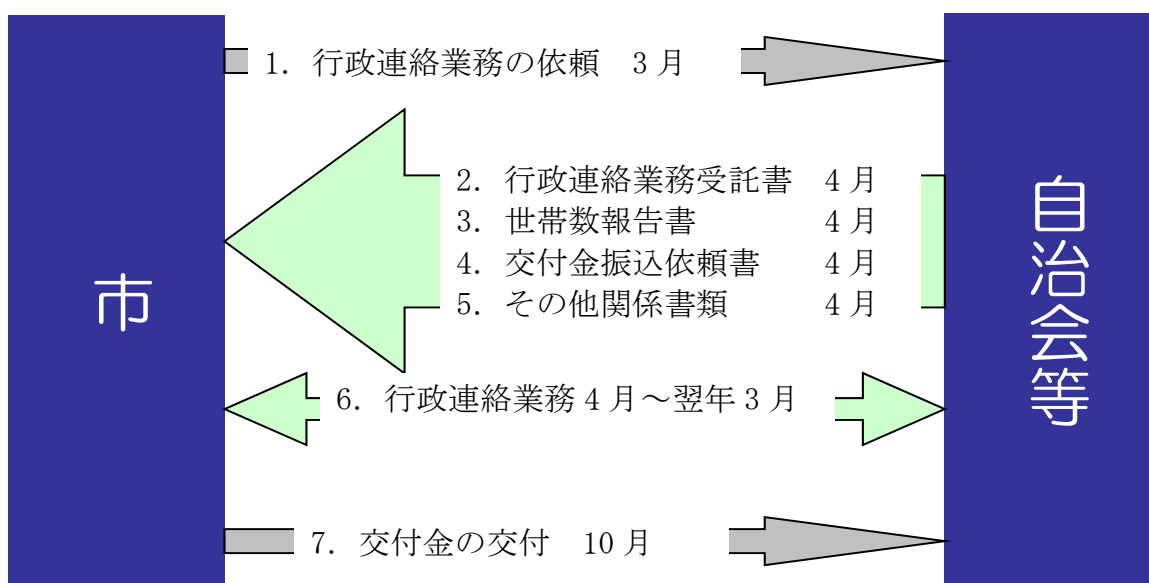 市
1. 行政連絡業務の依頼　3月
2. 行政連絡業務受託書　4月
3. 世帯数報告書　4月
4. 交付金振込依頼書　4月
5. その他関係書類　4月
6. 行政連絡業務4月～翌年3月
7. 交付金の交付　10月
自治会等